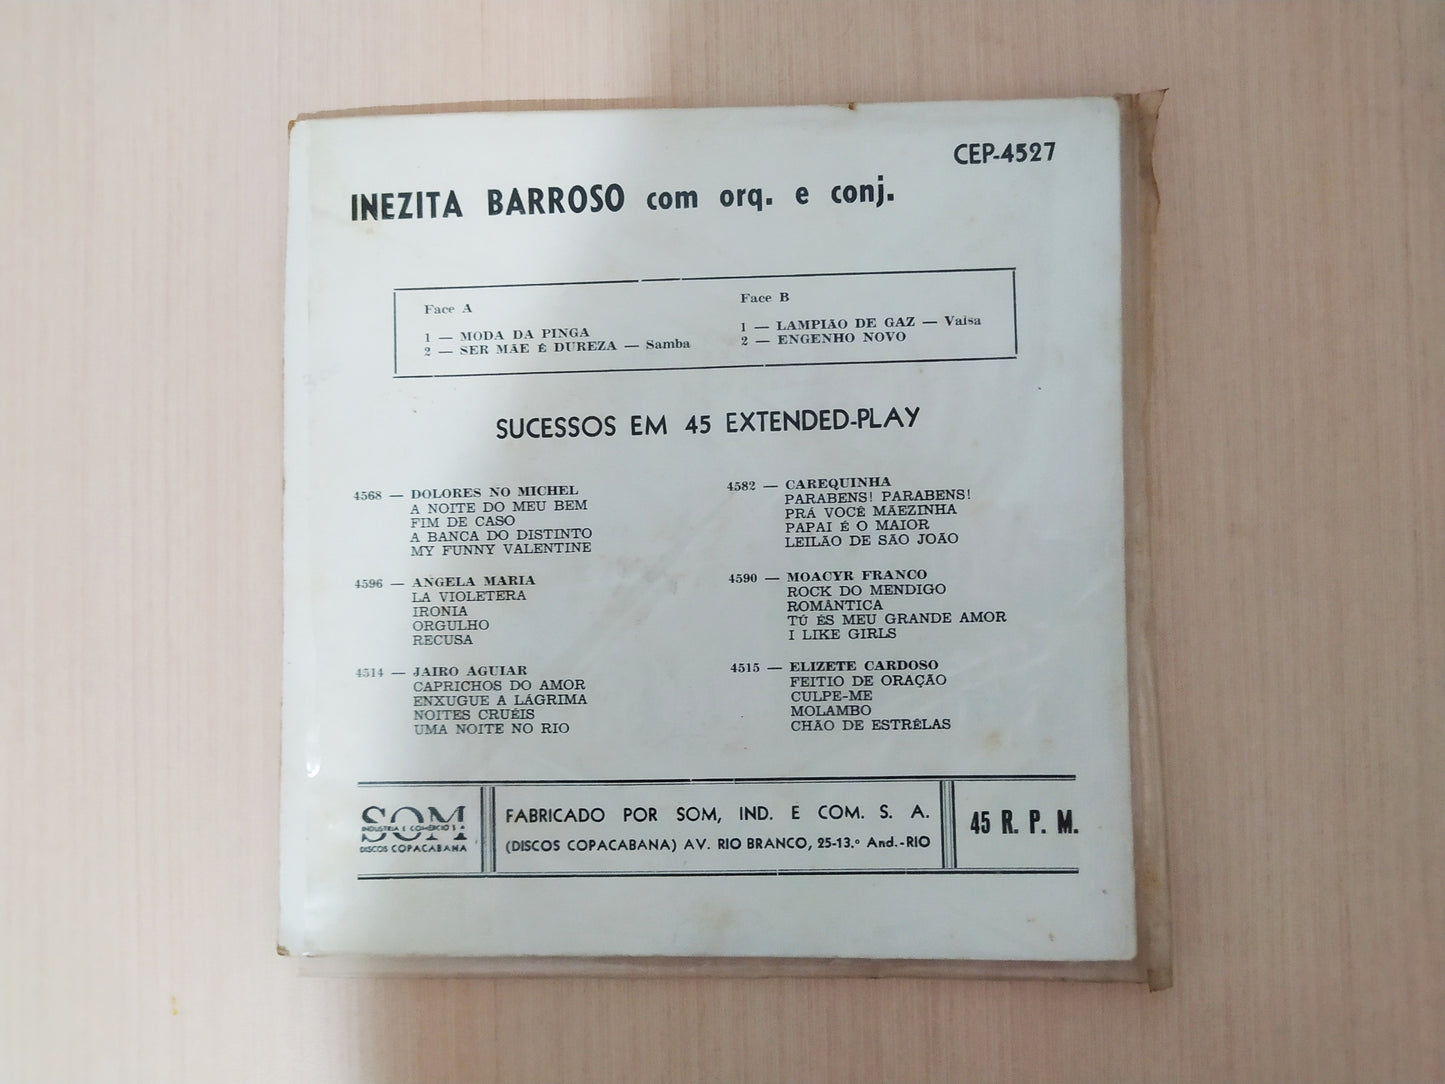 CEP-4527
INEZITA BARROSO com orq. e conj.
Face A
1 — MODA DA PINGA
2 — SER MÃE É DUREZA — Samba
Face B
1 — LAMPIÃO DE GAZ — Valsa
2 — ENGENHO NOVO
SUCESSOS EM 45 EXTENDED-PLAY
4568 — DOLORES NO MICHEL
A NOITE DO MEU BEM
FIM DE CASO
A BANCA DO DISTINTO
MY FUNNY VALENTINE
4596 — ANGELA MARIA
LA VIOLETERA
IRONIA
ORGULHO
RECUSA
4514 — JAIRO AGUIAR
CAPRICHOS DO AMOR
ENXUGUE A LÁGRIMA
NOITES CRUÉIS
UMA NOITE NO RIO
4582 — CAREQUINHA
PARABENS! PARABENS!
PRÁ VOCÊ MÃEZINHA
PAPAI É O MAIOR
LEILÃO DE SÃO JOÃO
4590 — MOACYR FRANCO
ROCK DO MENDIGO
ROMÂNTICA
TÚ ÉS MEU GRANDE AMOR
I LIKE GIRLS
4515 — ELIZETE CARDOSO
FEITIO DE ORAÇÃO
CULPE-ME
MOLAMBO
CHÃO DE ESTRÊLAS
SOM
INDUSTRIA E COMÉRCIO S A
DISCOS COPACABANA
FABRICADO POR SOM, IND. E COM. S. A.
(DISCOS COPACABANA) AV. RIO BRANCO, 25-13.º And.-RIO
45 R. P. M.